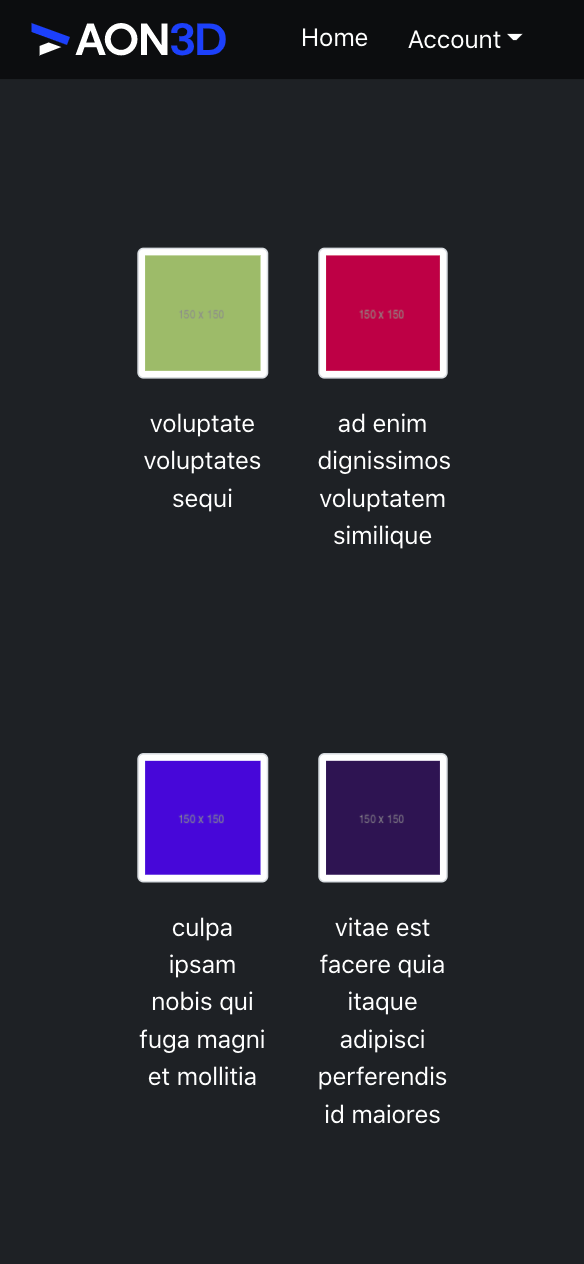 AON3D
Home
Account
150 x 150
150 x 150
voluptate
voluptates
sequi
ad enim
dignissimos
voluptatem
similique
150 x 150
150 x 150
culpa
ipsam
nobis qui
fuga magni
et mollitia
vitae est
facere quia
itaque
adipisci
perferendis
id maiores